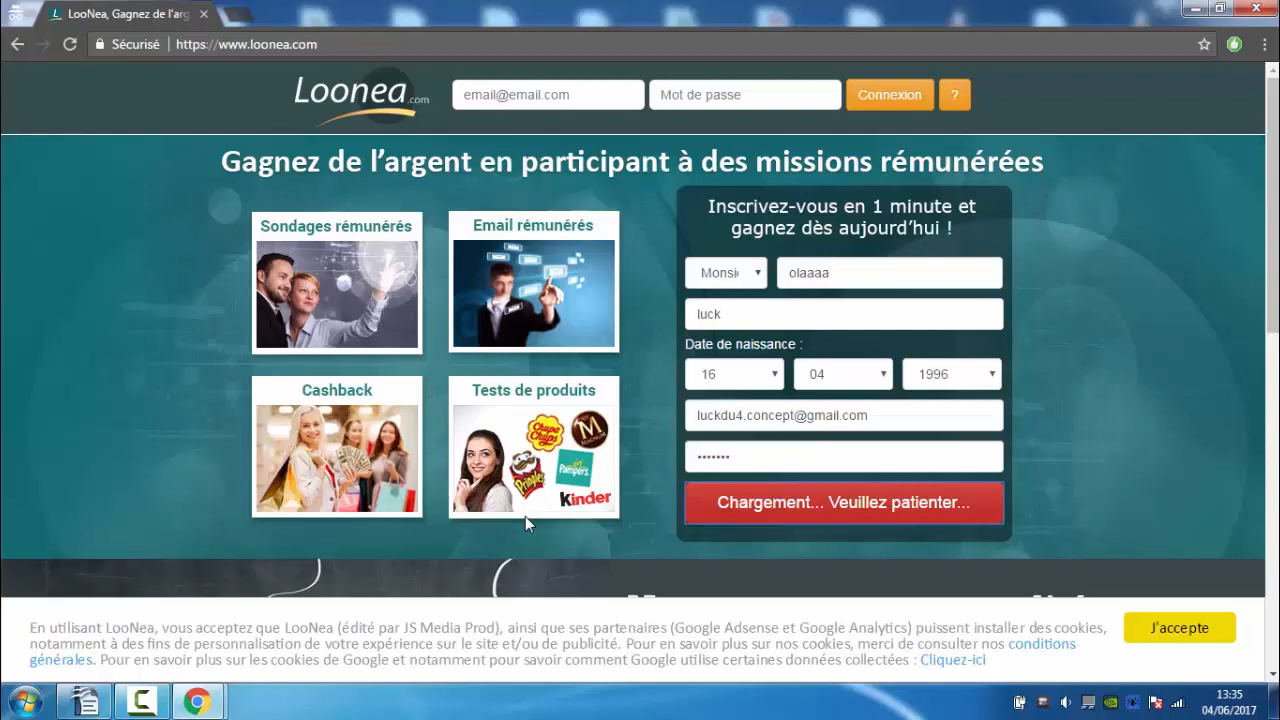 LooNea, Gagnez de l'arg
Sécurisé
https://www.loonea.com
Loonea.com
email@email.com
Mot de passe
Connexion
?
Gagnez de l'argent en participant à des missions rémunérées
Sondages rémunérés
Email rémunérés
Cashback
Tests de produits
Chupa Chups
M
Pringles
Pampers
kinder
Inscrivez-vous en 1 minute et
gagnez dès aujourd'hui !
Monsi
olaaaa
luck
Date de naissance :
16
04
1996
luckdu4.concept@gmail.com
•••••••
Chargement... Veuillez patienter...
En utilisant LooNea, vous acceptez que LooNea (édité par JS Media Prod), ainsi que ses partenaires (Google Adsense et Google Analytics) puissent installer des cookies,
notamment à des fins de personnalisation de votre expérience sur le site et/ou de publicité. Pour en savoir plus sur nos cookies, merci de consulter nos conditions
générales. Pour en savoir plus sur les cookies de Google et notamment pour savoir comment Google utilise certaines données collectées : Cliquez-ici
J'accepte
13:35
04/06/2017